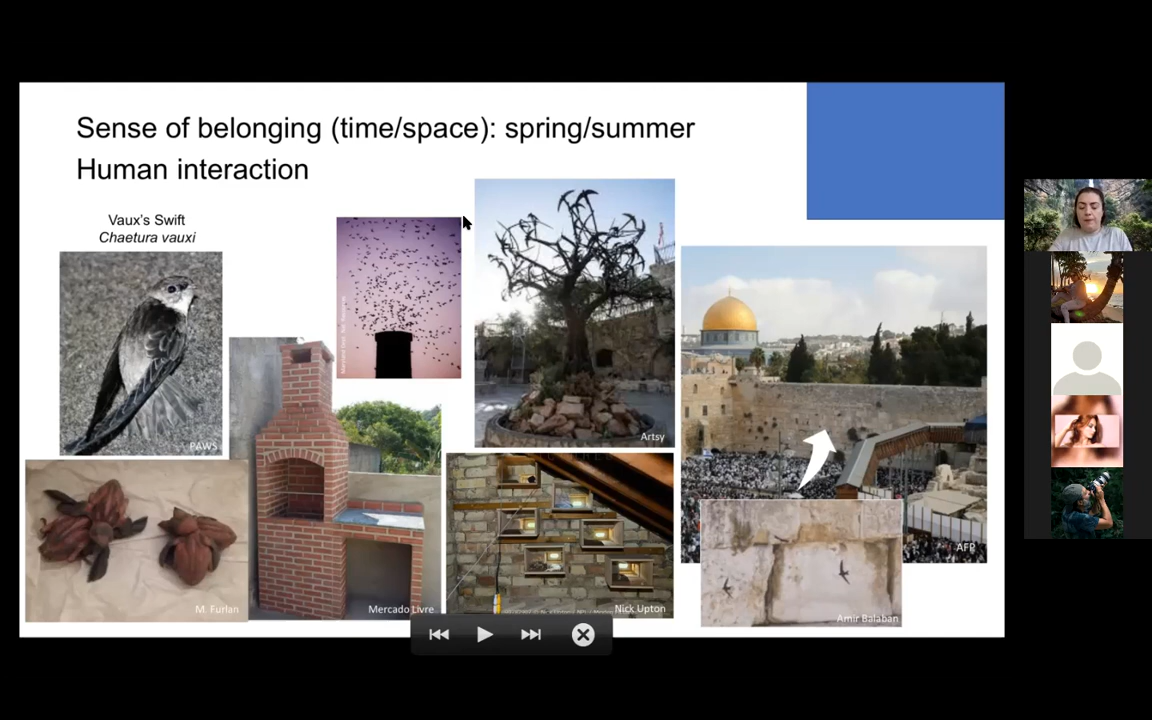 Sense of belonging (time/space): spring/summer
Human interaction
Vaux's Swift
Chaetura vauxi
PAWS
Artsy
AFP
M. Furlan
Mercado Livre
Nick Upton
Amir Balaban